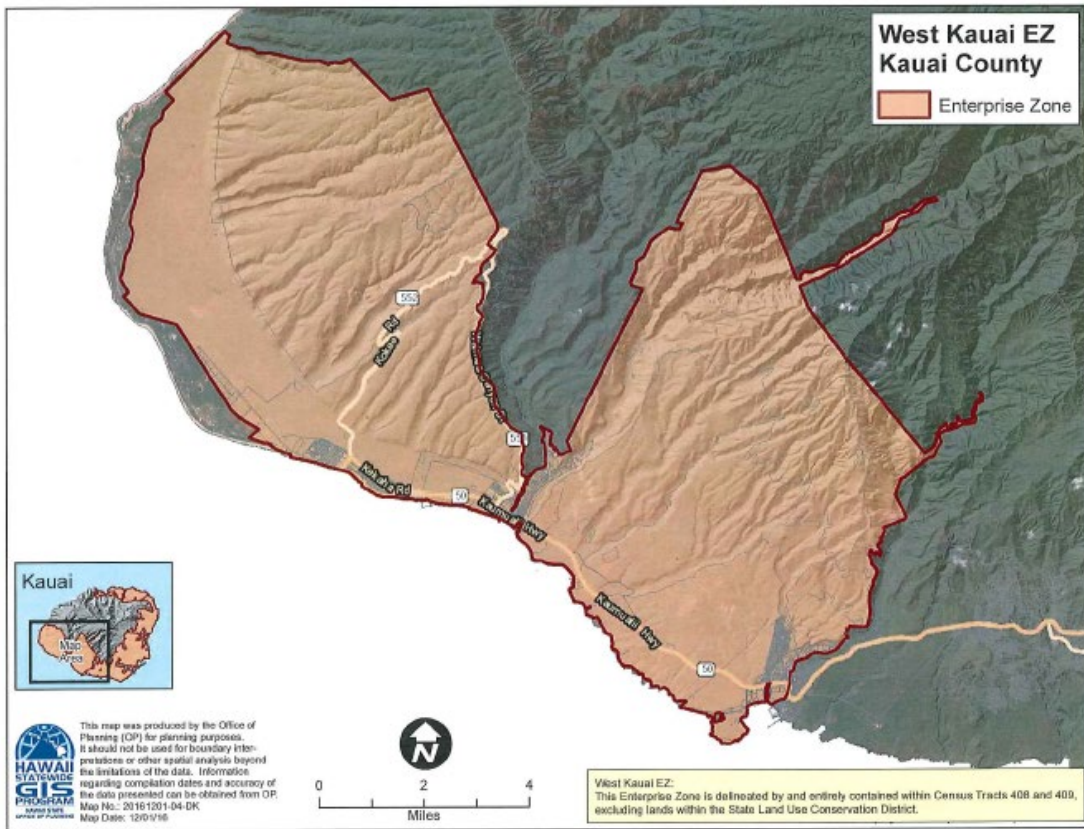 West Kauai EZ
Kauai County
Enterprise Zone
552
Kokee Rd
Kekaha Rd
50
Kaumualii Hwy
Kaumualii Hwy
50
Kauai
Map
Area
HAWAII
STATEWIDE
GIS
PROGRAM
HAWAII STATE
OFFICE OF PLANNING
This map was produced by the Office of
Planning (OP) for planning purposes.
It should not be used for boundary inter-
pretations or other spatial analysis beyond
the limitations of the data. Information
regarding compilation dates and accuracy of
the data presented can be obtained from OP.
Map No.: 20161201-04-DK
Map Date: 12/01/16
N
0 2 4
Miles
West Kauai EZ:
This Enterprise Zone is delineated by and entirely contained within Census Tracts 408 and 409,
excluding lands within the State Land Use Conservation District.